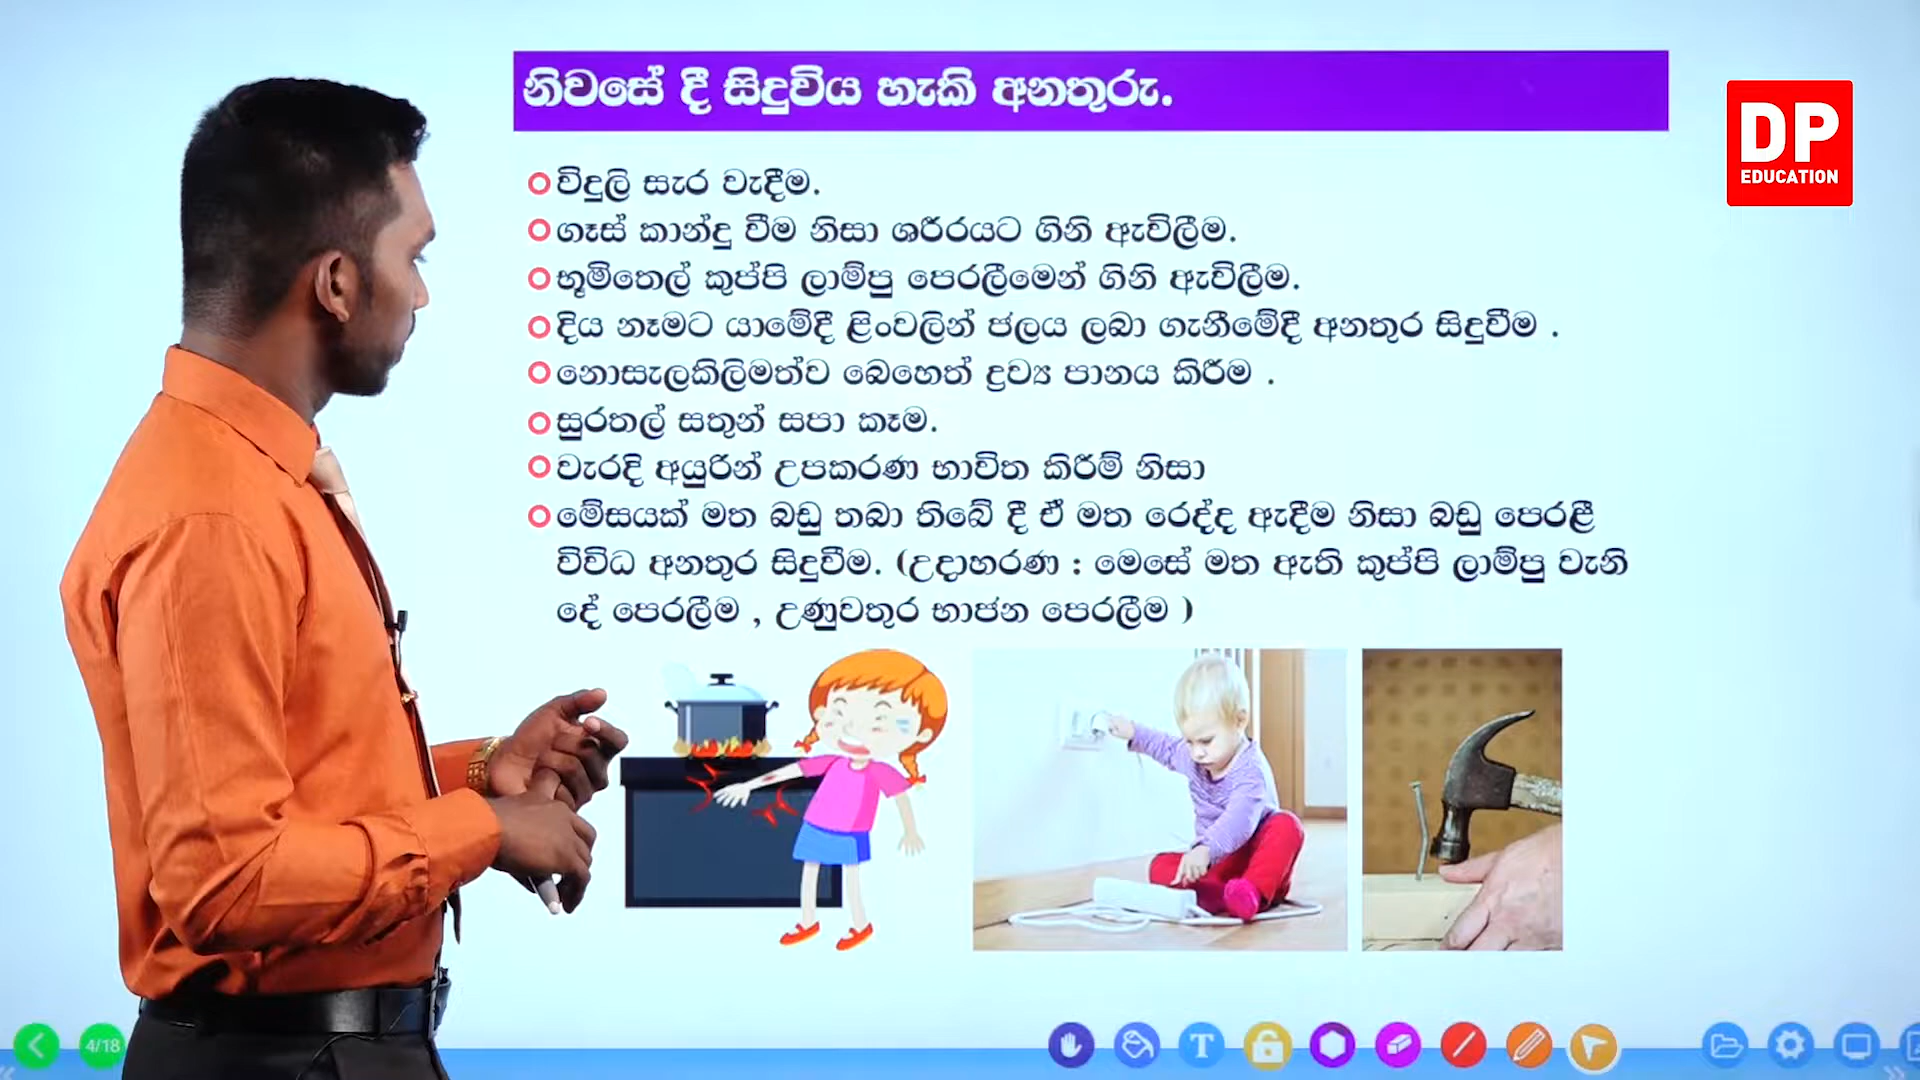 නිවසේ දී සිදුවිය හැකි අනතුරු.
DP
EDUCATION
විදුලි සැර වැදීම.
ගෑස් කාන්දු වීම නිසා ශරීරයට ගිනි ඇවිලීම.
භූමිතෙල් කුප්පි ලාම්පු පෙරලීමෙන් ගිනි ඇවිලීම.
දිය නෑමට යාමේදී ළිංවලින් ජලය ලබා ගැනීමේදී අනතුර සිදුවීම .
නොසැලකිලිමත්ව බෙහෙත් ද්‍රව්‍ය පානය කිරීම .
සුරතල් සතුන් සපා කෑම.
වැරදි අයුරින් උපකරණ භාවිත කිරීම් නිසා
මේසයක් මත බඩු තබා තිබේ දී ඒ මත රෙද්ද ඇදීම නිසා බඩු පෙරළී
විවිධ අනතුර සිදුවීම. (උදාහරණ : මෙසේ මත ඇති කුප්පි ලාම්පු වැනි
දේ පෙරලීම , උණුවතුර භාජන පෙරලීම )
4/18
T